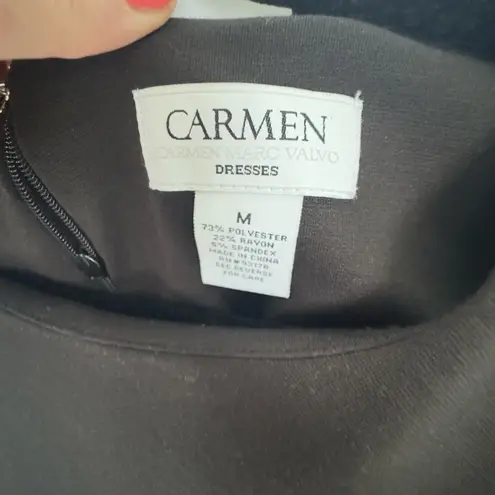 CARMEN
CARMEN MARC VALVO
DRESSES
M
73% POLYESTER
22% RAYON
5% SPANDEX
MADE IN CHINA
SEE REVERSE
FOR CARE